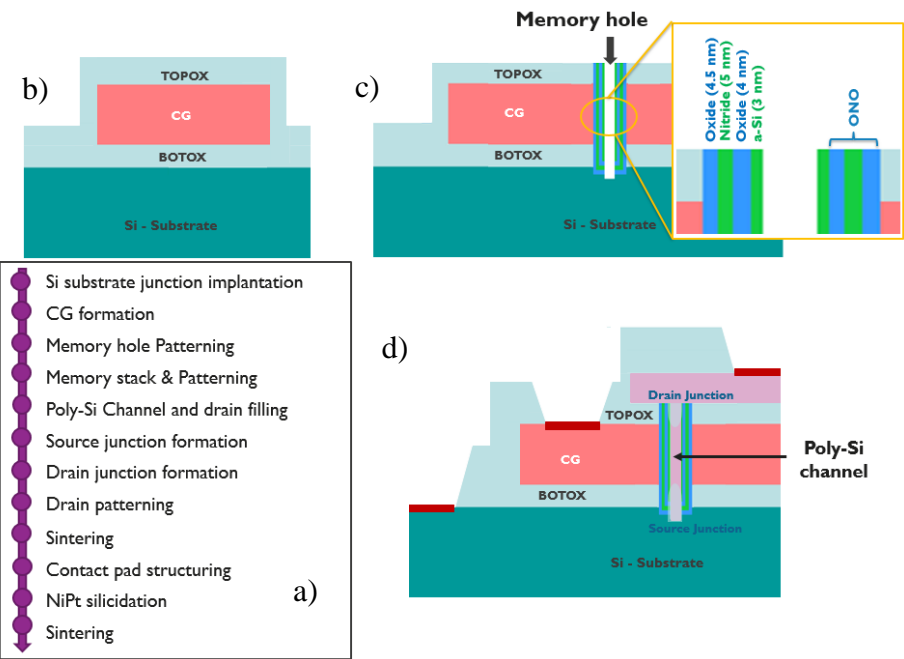 Memory hole
b)
TOPOX
CG
BOTOX
Si - Substrate
c)
TOPOX
CG
BOTOX
Si - Substrate
Oxide (4.5 nm)
Nitride (5 nm)
Oxide (4 nm)
a-Si (3 nm)
ONO
Si substrate junction implantation
CG formation
Memory hole Patterning
Memory stack & Patterning
Poly-Si Channel and drain filling
Source junction formation
Drain junction formation
Drain patterning
Sintering
Contact pad structuring
NiPt silicidation
Sintering
a)
d)
Drain Junction
TOPOX
CG
Poly-Si
channel
BOTOX
Source Junction
Si - Substrate